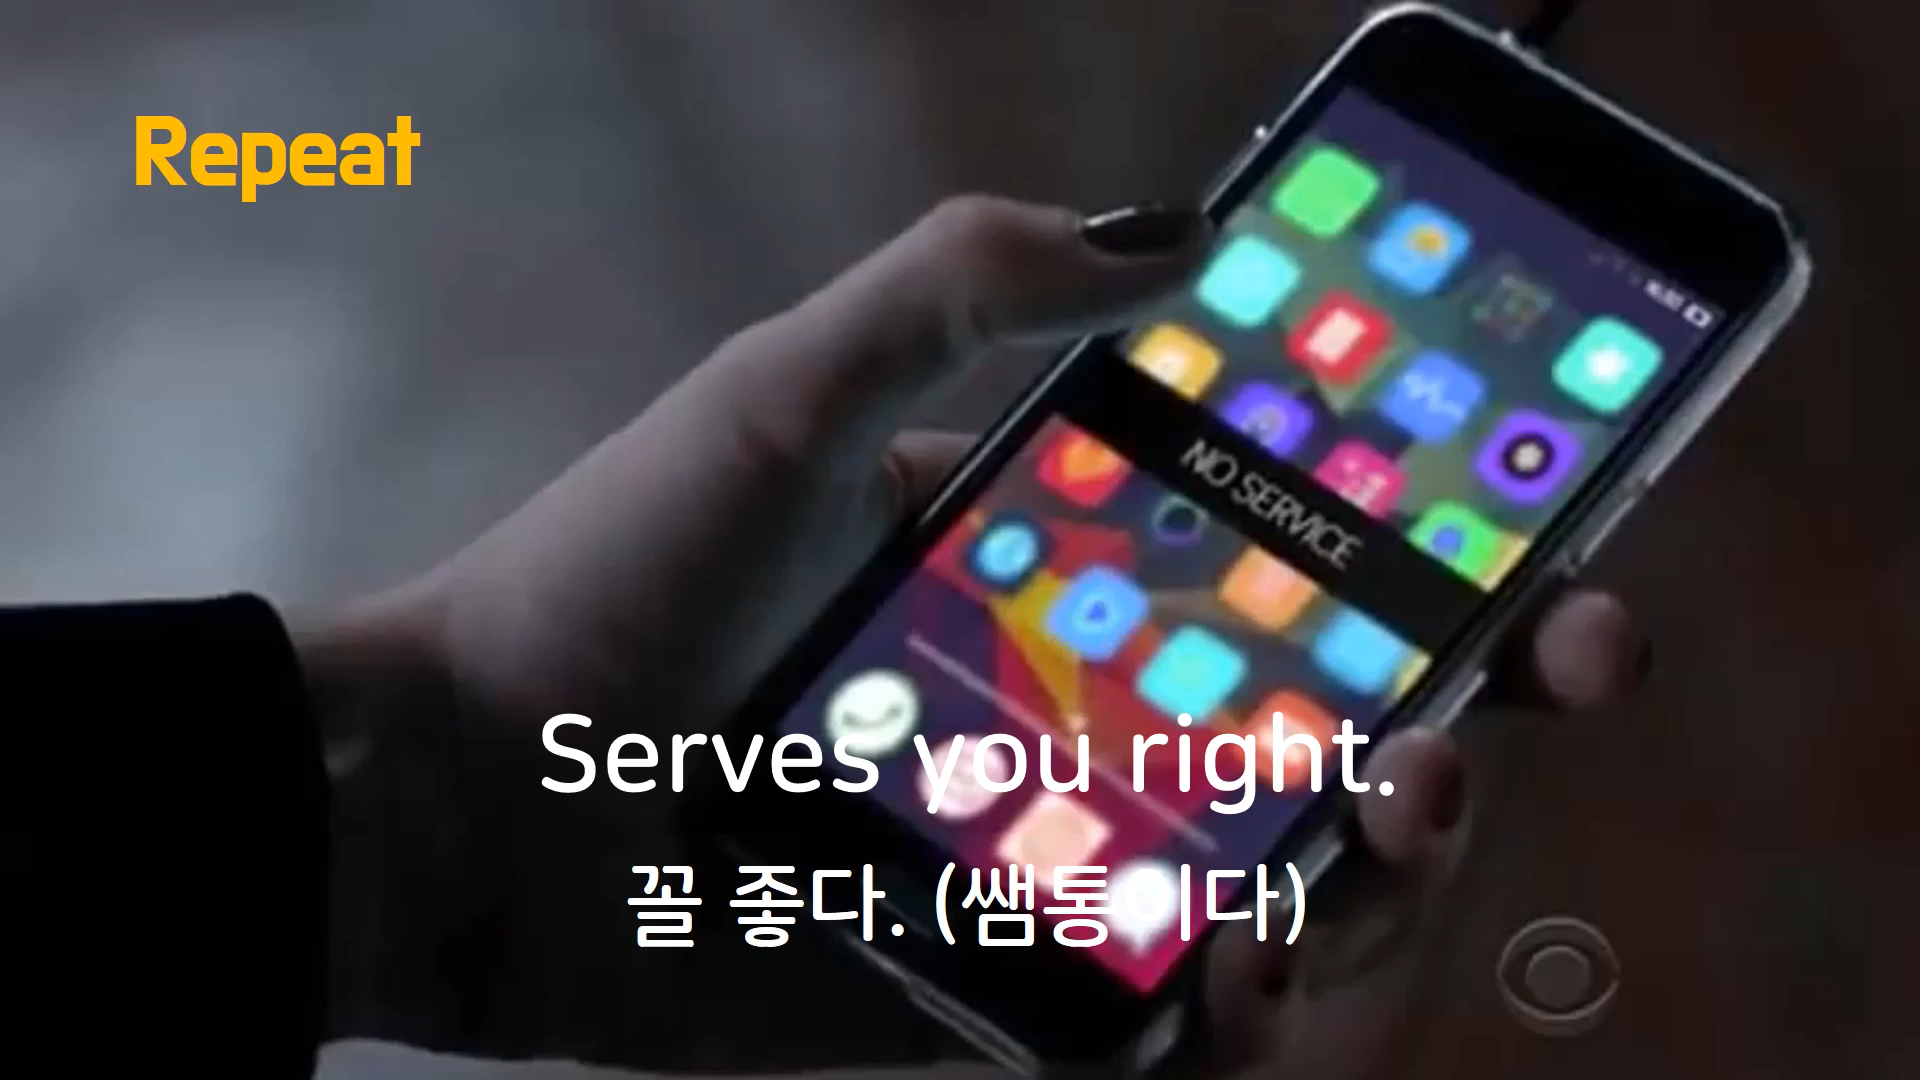 Repeat
NO SERVICE
Serves you right.
꼴 좋다. (쌤통이다)